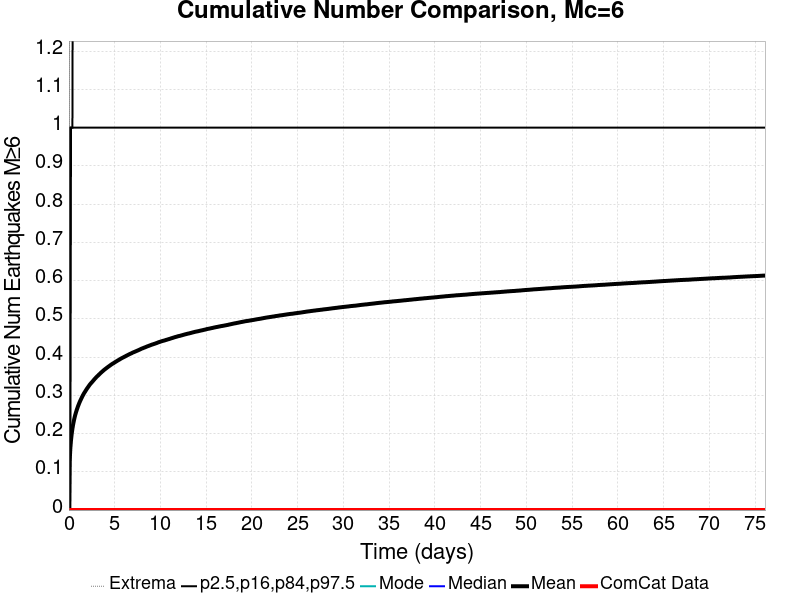 Cumulative Number Comparison, Mc=6
Cumulative Num Earthquakes M≥6
1.2
1.1
1
0.9
0.8
0.7
0.6
0.5
0.4
0.3
0.2
0.1
0
0 5 10 15 20 25 30 35 40 45 50 55 60 65 70 75
Time (days)
Extrema p2.5,p16,p84,p97.5 Mode Median Mean ComCat Data